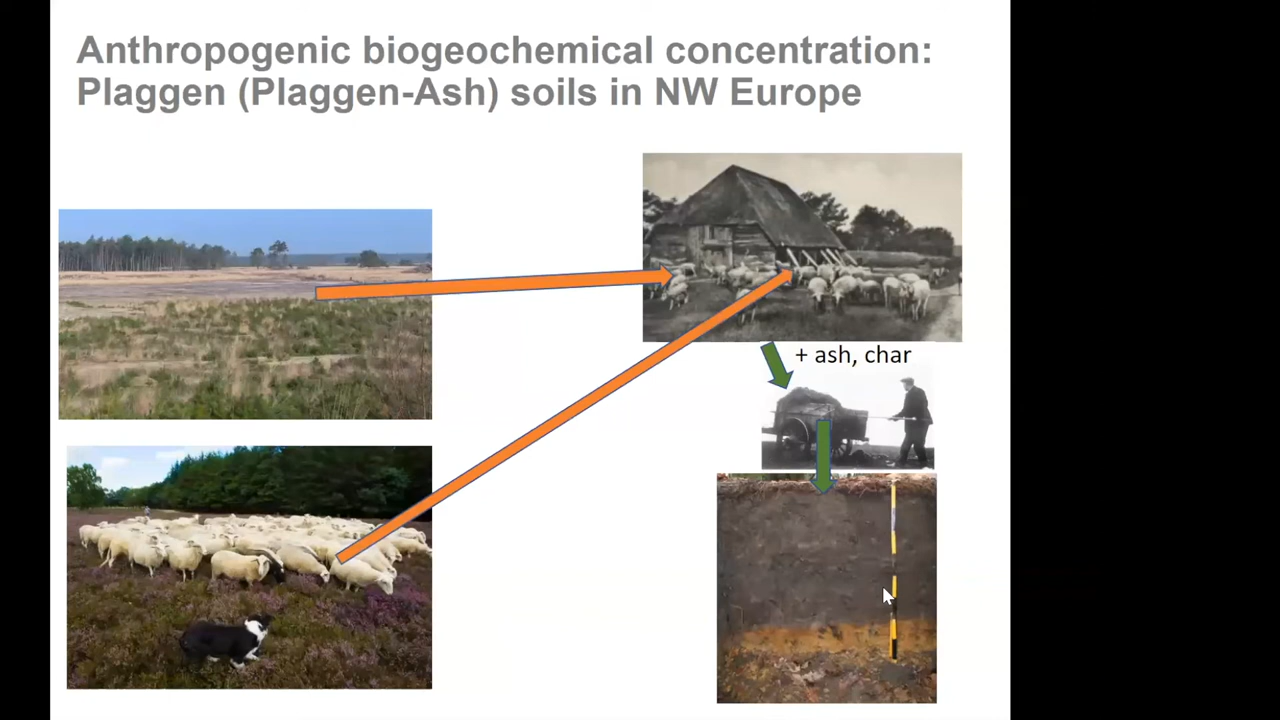 Anthropogenic biogeochemical concentration:
Plaggen (Plaggen-Ash) soils in NW Europe
+ ash, char